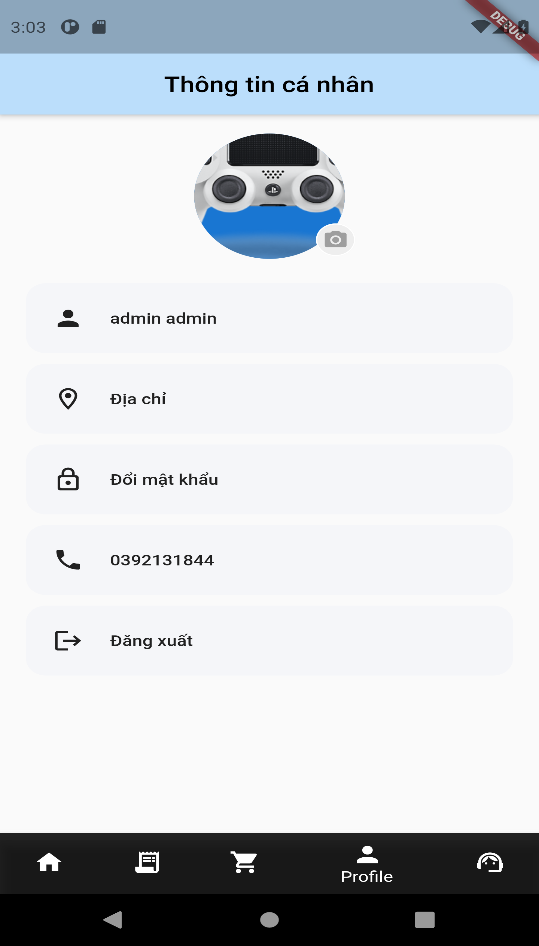 3:03
DEBUG
Thông tin cá nhân
admin admin
Địa chỉ
Đổi mật khẩu
0392131844
Đăng xuất
Profile